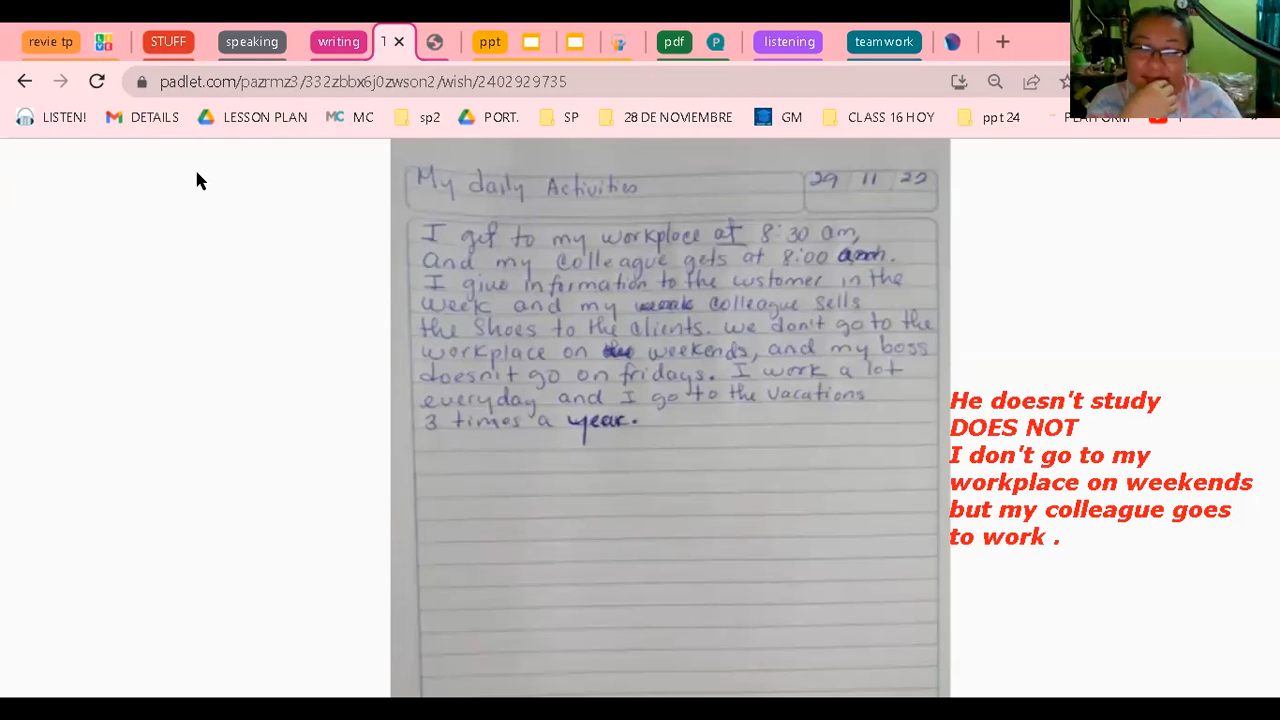 revie tp
STUFF
speaking
writing
T
ppt
pdf
listening
teamwork
padlet.com/pazrmz3/332zbbx6j0zwson2/wish/2402929735
LISTEN!
DETAILS
LESSON PLAN
MC
sp2
PORT.
SP
28 DE NOVIEMBRE
GM
CLASS 16 HOY
ppt 24
My daily Activities
29 11 22
I get to my workplace at 8:30 am,
And my colleague gets at 8:00 am.
I give information to the customer in the
week and my colleague sells
the shoes to the clients. we don't go to the
workplace on weekends, and my boss
doesn't go on fridays. I work a lot
everyday and I go to the vacations
3 times a year.
He doesn't study
DOES NOT
I don't go to my
workplace on weekends
but my colleague goes
to work .